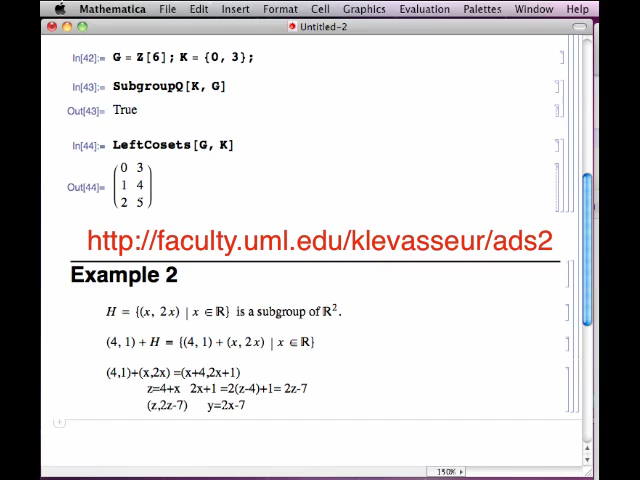 Mathematica File Edit Insert Format Cell Graphics Evaluation Palettes Window Help
Untitled-2
In[42]:= G = Z[6]; K = {0, 3};
In[43]:= SubgroupQ[K, G]
Out[43]= True
In[44]:= LeftCosets[G, K]
0 3
Out[44]= 1 4
2 5
http://faculty.uml.edu/klevasseur/ads2
Example 2
H = {(x, 2x) | x ∈ ℝ} is a subgroup of ℝ².
(4, 1) + H = {(4, 1) + (x, 2x) | x ∈ ℝ}
(4,1)+(x,2x) =(x+4,2x+1)
z=4+x 2x+1 =2(z-4)+1= 2z-7
(z,2z-7) y=2x-7
150%